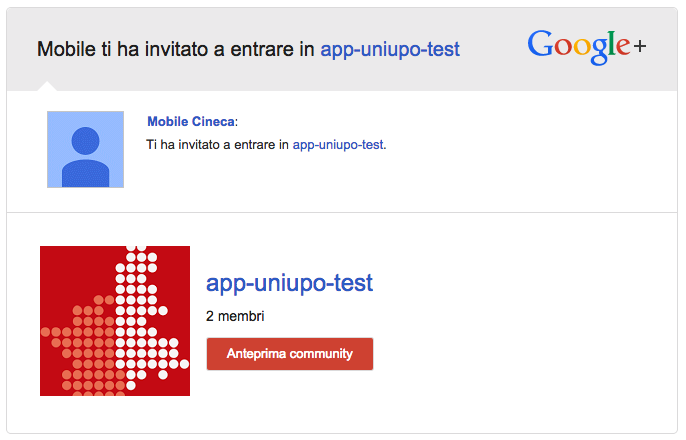 Mobile ti ha invitato a entrare in app-uniupo-test
Google+
Mobile Cineca:
Ti ha invitato a entrare in app-uniupo-test.
app-uniupo-test
2 membri
Anteprima community